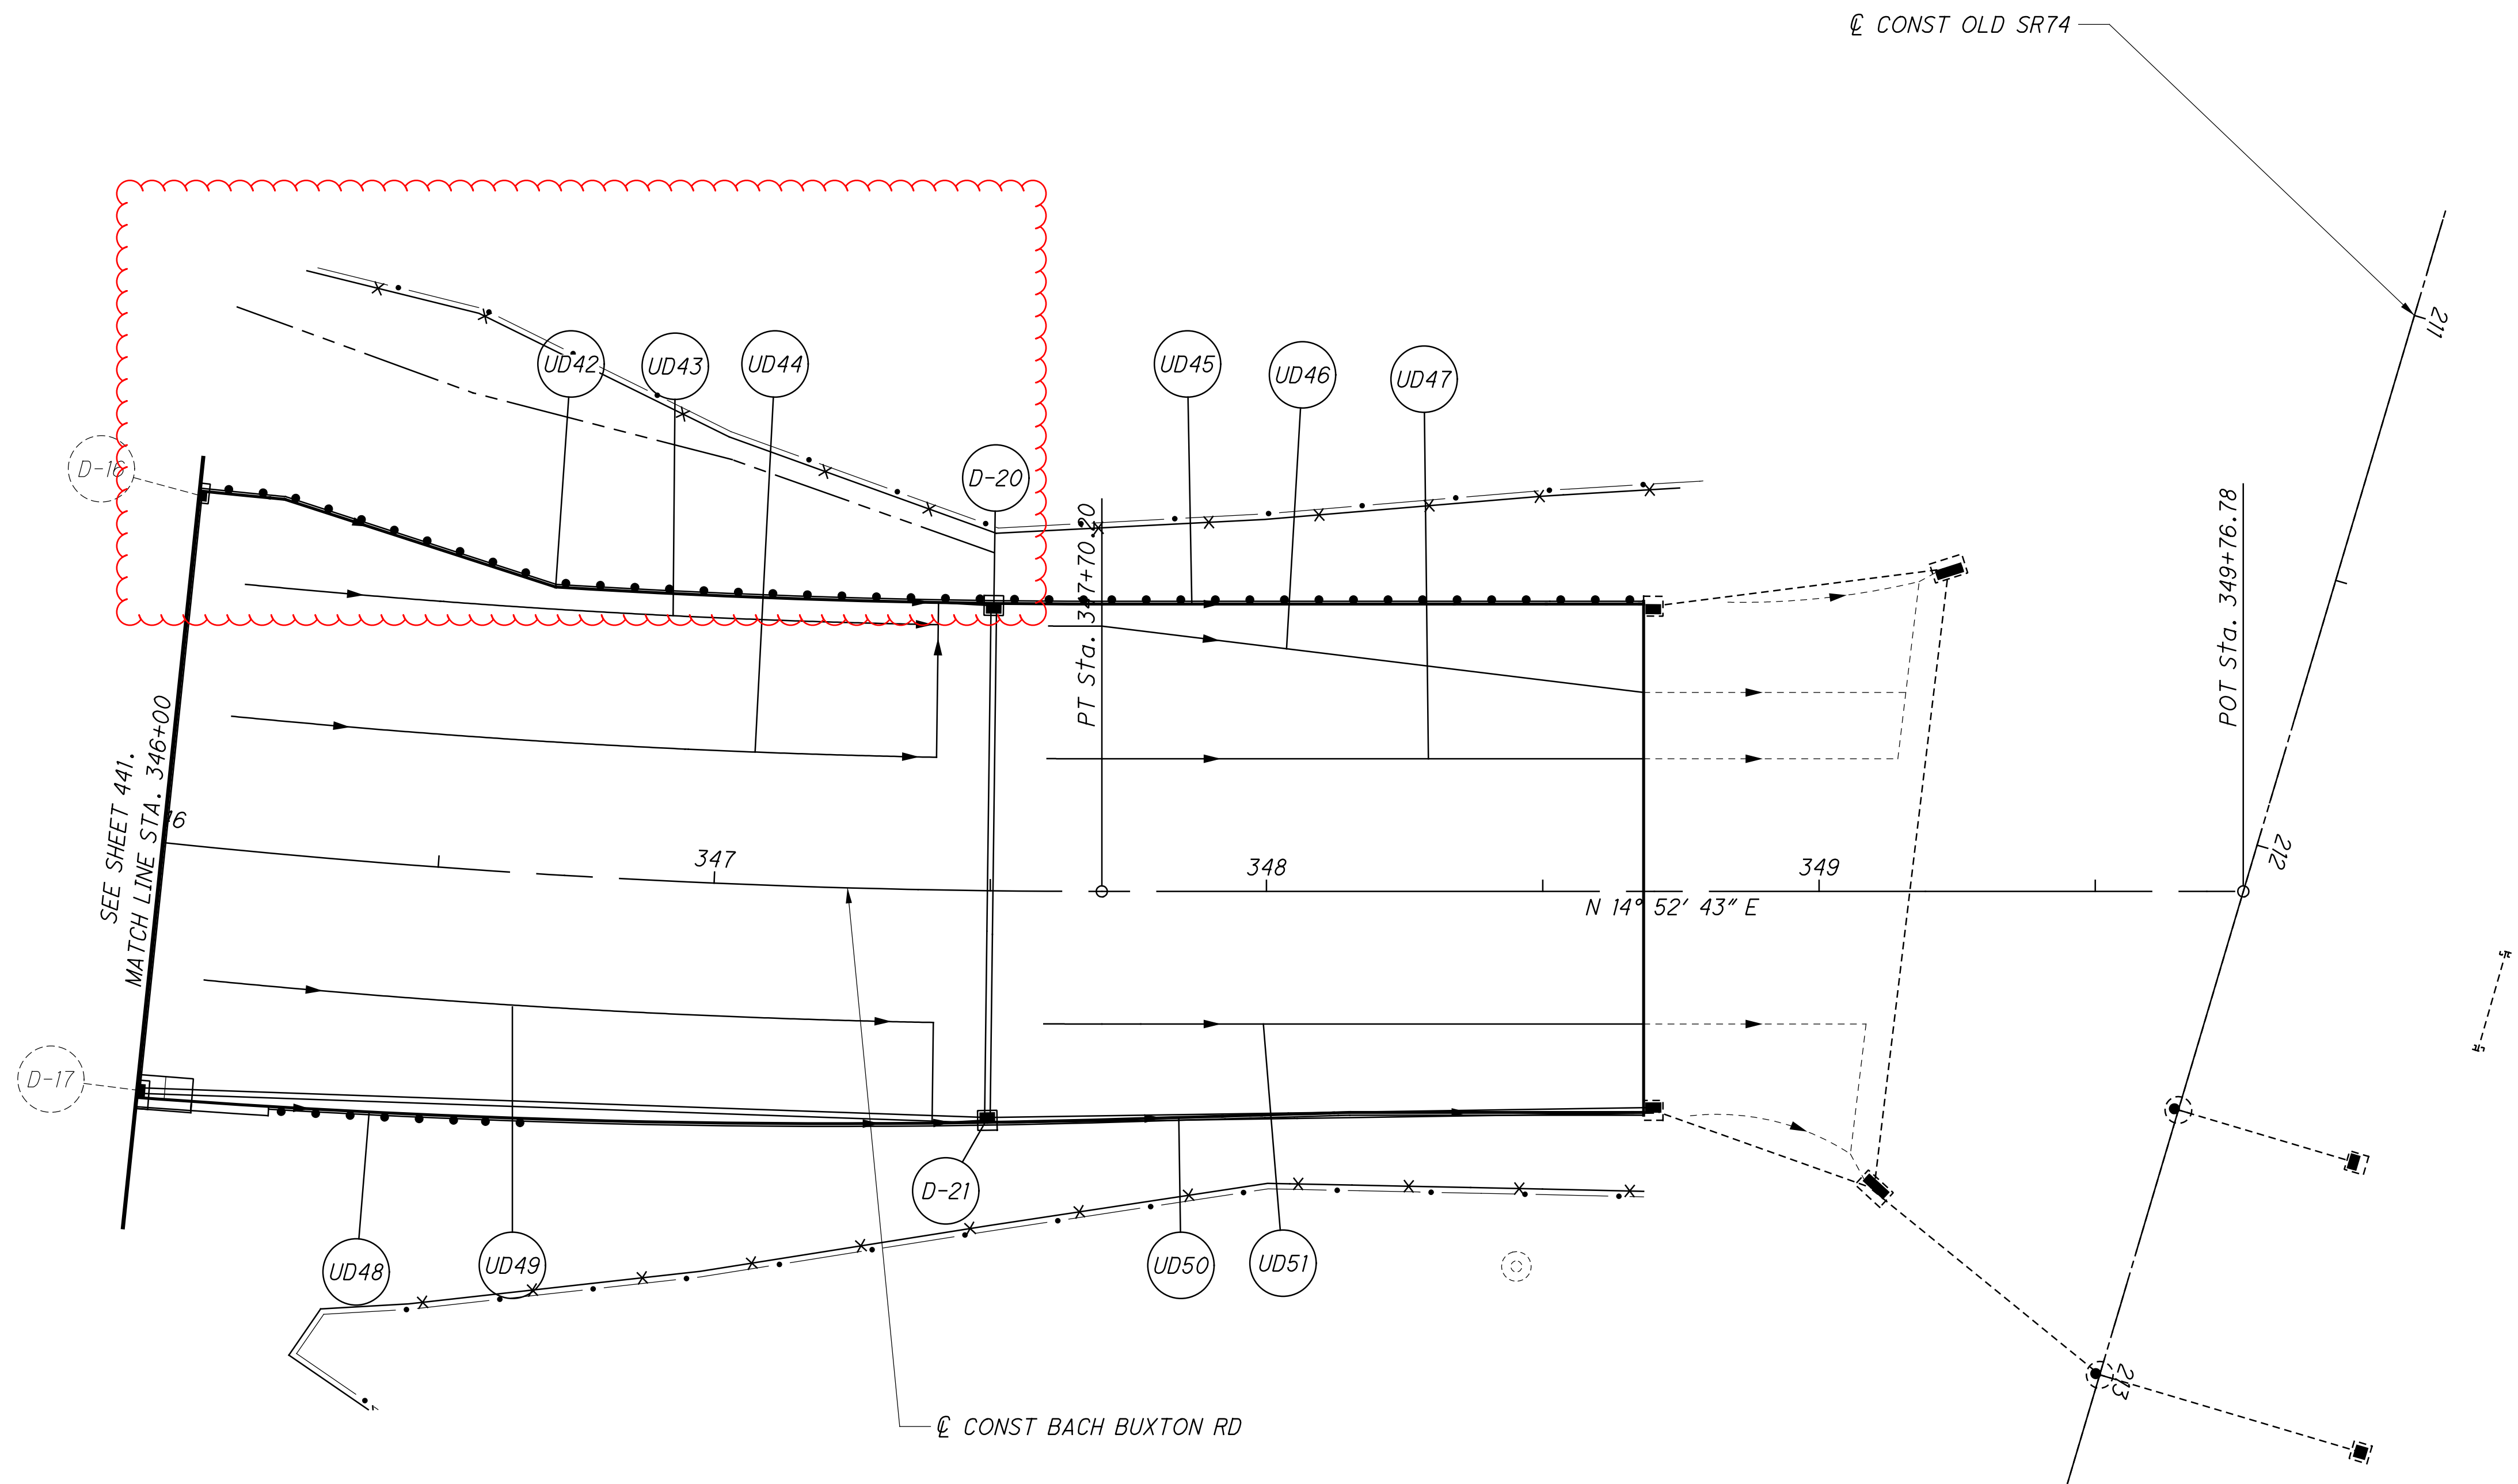 ℄ CONST OLD SR74
211
UD42
UD43
UD44
UD45
UD46
UD47
D-16
D-20
PT Sta. 347+70.20
POT Sta. 349+76.78
SEE SHEET 441.
MATCH LINE STA. 346+00
347
348
349
212
N 14° 52' 43" E
D-17
D-21
UD48
UD49
UD50
UD51
213
℄ CONST BACH BUXTON RD